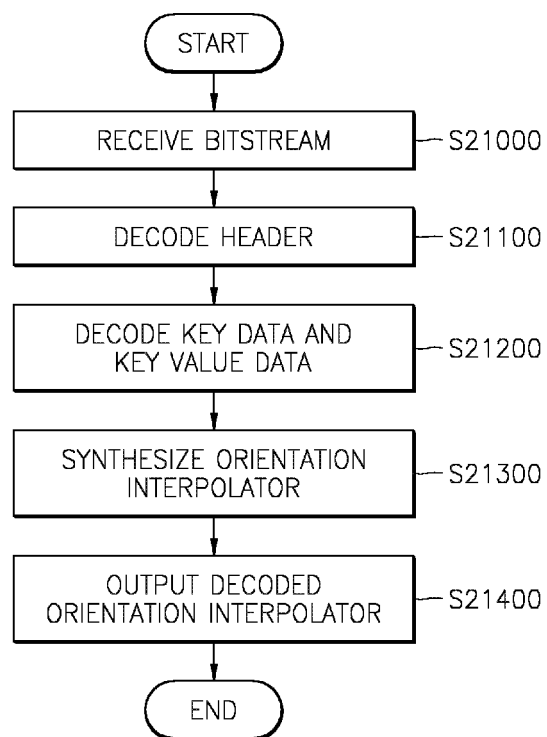 START
RECEIVE BITSTREAM
S21000
DECODE HEADER
S21100
DECODE KEY DATA AND
KEY VALUE DATA
S21200
SYNTHESIZE ORIENTATION
INTERPOLATOR
S21300
OUTPUT DECODED
ORIENTATION INTERPOLATOR
S21400
END